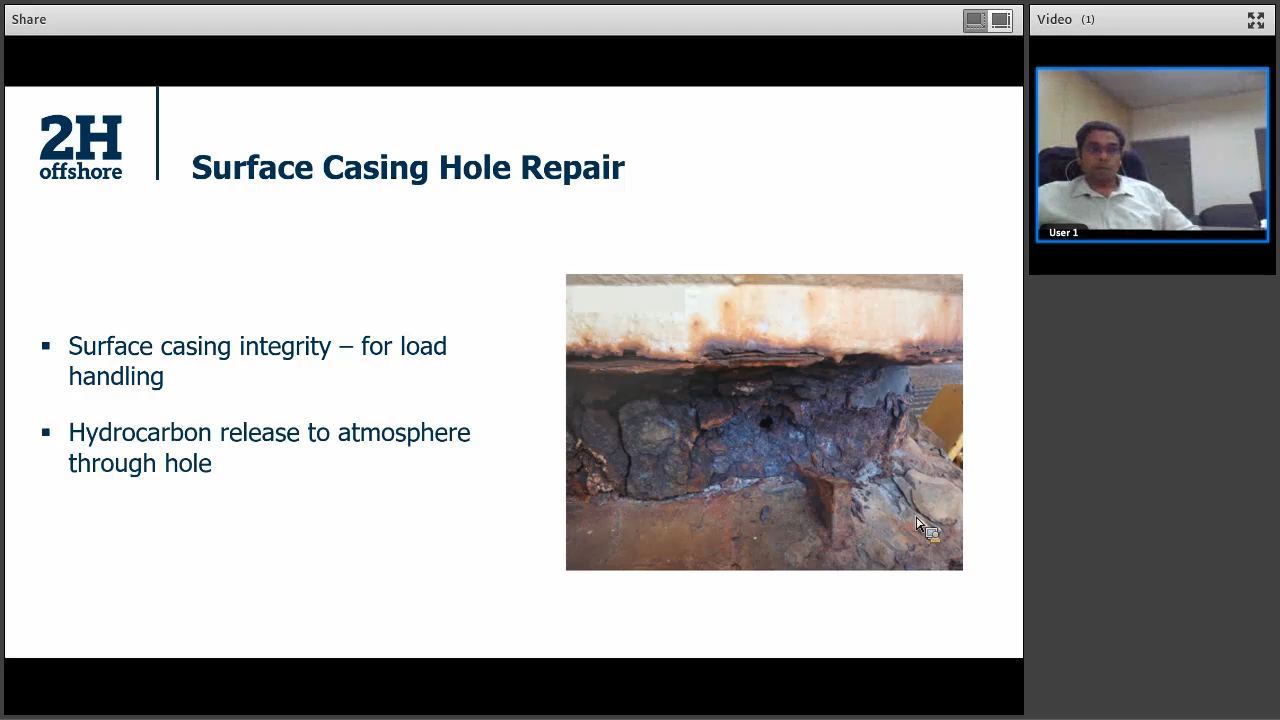 Share
Video (1)
2H
offshore
Surface Casing Hole Repair
▪ Surface casing integrity – for load
handling
▪ Hydrocarbon release to atmosphere
through hole
User 1